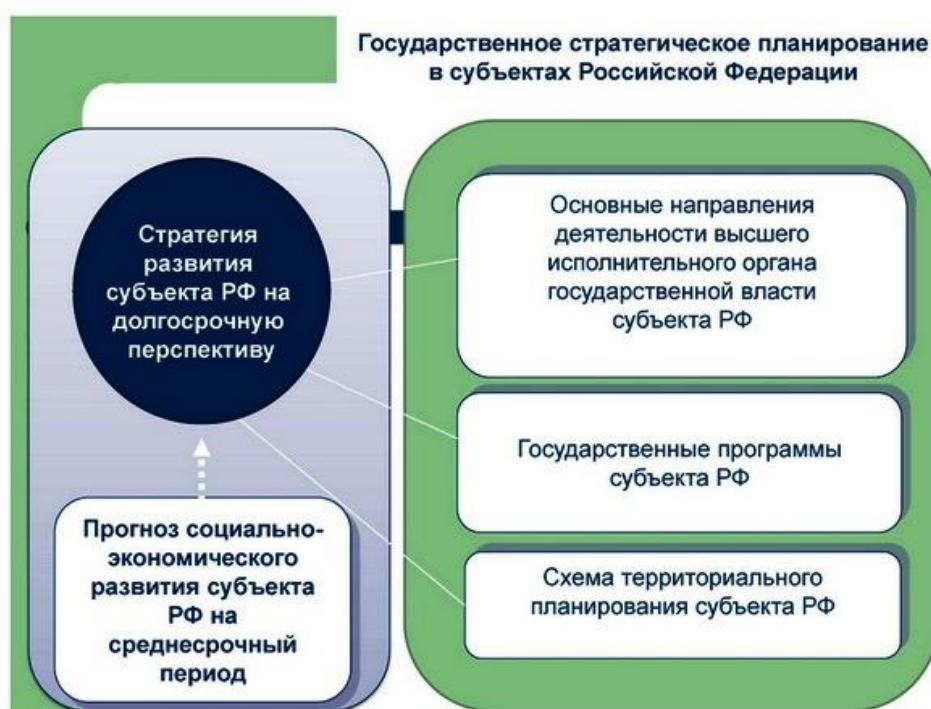 Государственное стратегическое планирование
в субъектах Российской Федерации
Стратегия
развития
субъекта РФ на
долгосрочную
перспективу
Прогноз социально-
экономического
развития субъекта
РФ на
среднесрочный
период
Основные направления
деятельности высшего
исполнительного органа
государственной власти
субъекта РФ
Государственные программы
субъекта РФ
Схема территориального
планирования субъекта РФ